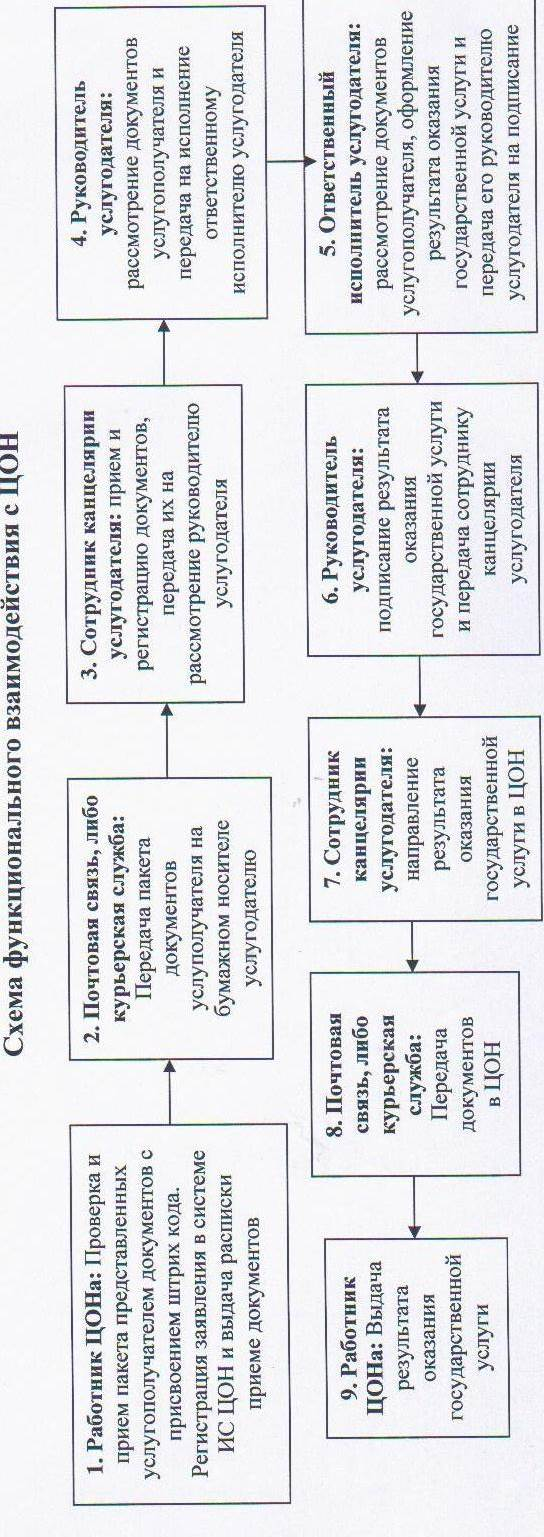 Схема функционального взаимодействия с ЦОН
1. Работник ЦОНа: Проверка и
прием пакета представленных
услугополучателем документов с
присвоением штрих кода.
Регистрация заявления в системе
ИС ЦОН и выдача расписки
приеме документов
2. Почтовая связь, либо
курьерская служба:
Передача пакета
документов
услуполучателя на
бумажном носителе
услугодателю
3. Сотрудник канцелярии
услугодателя: прием и
регистрацию документов,
передача их на
рассмотрение руководителю
услугодателя
4. Руководитель
услугодателя:
рассмотрение документов
услугополучателя и
передача на исполнение
ответственному
исполнителю услугодателя
5. Ответственный
исполнитель услугодателя:
рассмотрение документов
услугополучателя, оформление
результата оказания
государственной услуги и
передача его руководителю
услугодателя на подписание
6. Руководитель
услугодателя:
подписание результата
оказания
государственной услуги
и передача сотруднику
канцелярии
услугодателя
7. Сотрудник
канцелярии
услугодателя:
направление
результата
оказания
государственной
услуги в ЦОН
8. Почтовая
связь, либо
курьерская
служба:
Передача
документов
в ЦОН
9. Работник
ЦОНа: Выдача
результата
оказания
государственной
услуги